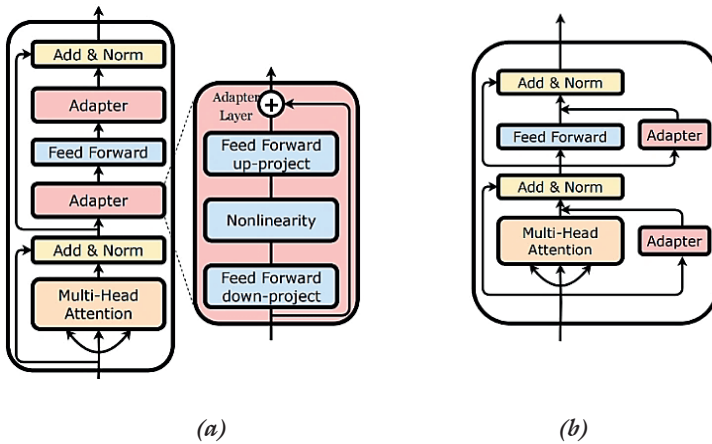 Add & Norm
Adapter
Feed Forward
Adapter
Add & Norm
Multi-Head
Attention
Adapter
Layer
+
Feed Forward
up-project
Nonlinearity
Feed Forward
down-project
(a)
Add & Norm
Feed Forward
Adapter
Add & Norm
Multi-Head
Attention
Adapter
(b)